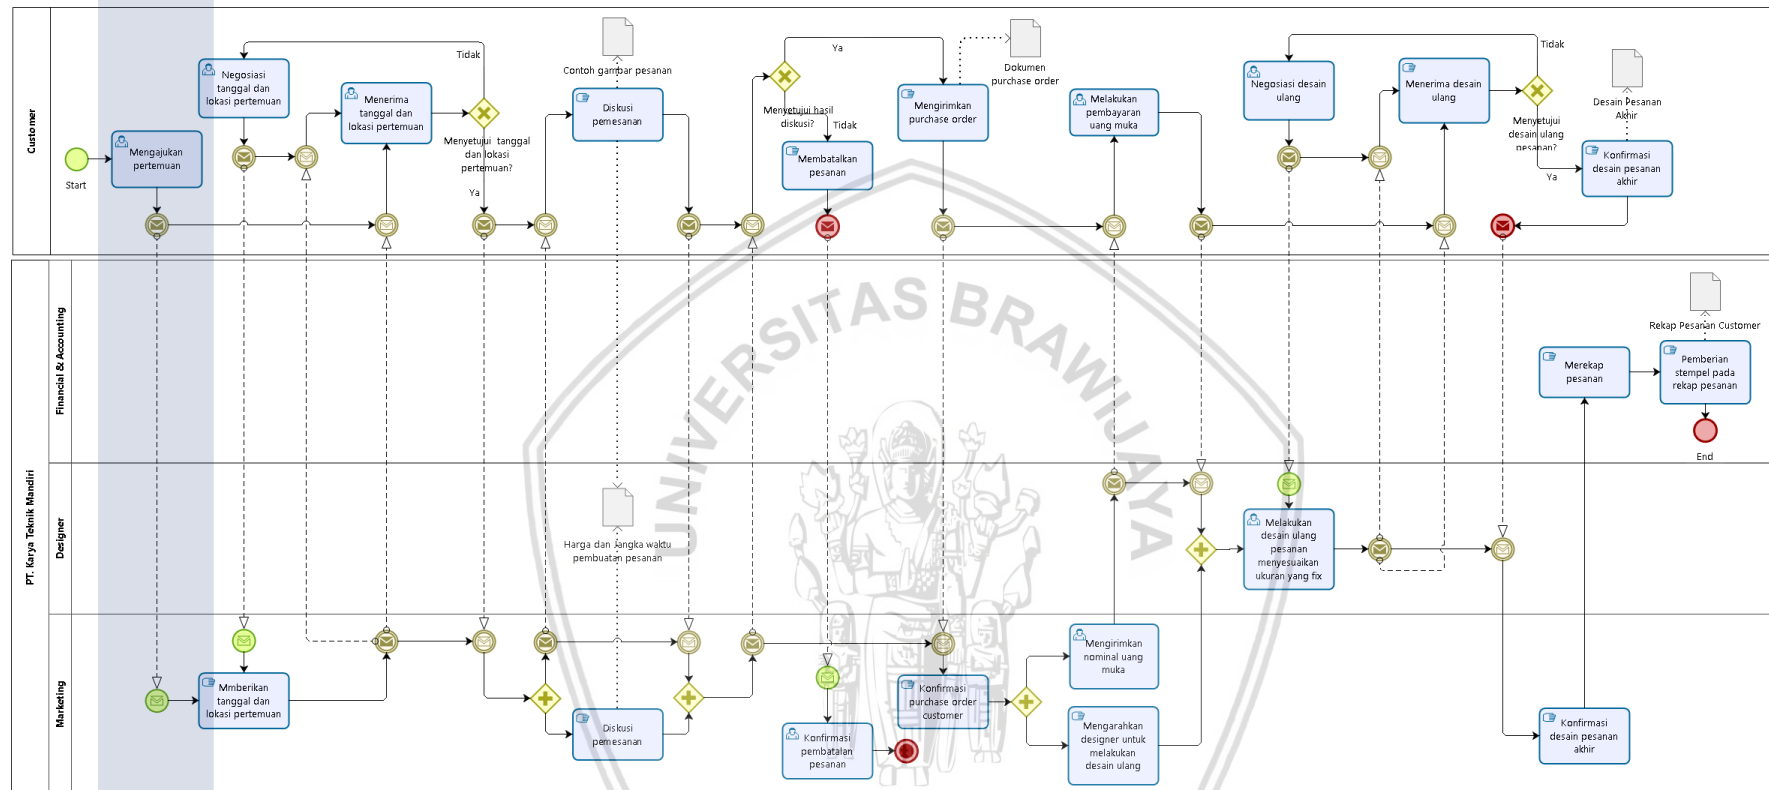 Customer
Start
Mengajukan
pertemuan
Negosiasi
tanggal dan
lokasi pertemuan
Menerima
tanggal dan
lokasi pertemuan
Tidak
Menyetujui tanggal
dan lokasi
pertemuan?
Ya
Contoh gambar pesanan
Diskusi
pemesanan
Ya
Menyetujui hasil
diskusi?
Tidak
Membatalkan
pesanan
Mengirimkan
purchase order
Dokumen
purchase order
Melakukan
pembayaran
uang muka
Negosiasi desain
ulang
Menerima desain
ulang
Tidak
Menyetujui
desain ulang
pesanan?
Ya
Desain Pesanan
Akhir
Konfirmasi
desain pesanan
akhir
PT. Karya Teknik Mandiri
Financial & Accounting
Merekap
pesanan
Rekap Pesanan Customer
Pemberian
stempel pada
rekap pesanan
End
Designer
Harga dan Jangka waktu
pembuatan pesanan
Melakukan
desain ulang
pesanan
menyesuaikan
ukuran yang fix
Marketing
Mmberikan
tanggal dan
lokasi pertemuan
Diskusi
pemesanan
Konfirmasi
pembatalan
pesanan
Konfirmasi
purchase order
customer
Mengirimkan
nominal uang
muka
Mengarahkan
designer untuk
melakukan
desain ulang
Konfirmasi
desain pesanan
akhir
UNIVERSITAS BRAWIJAYA